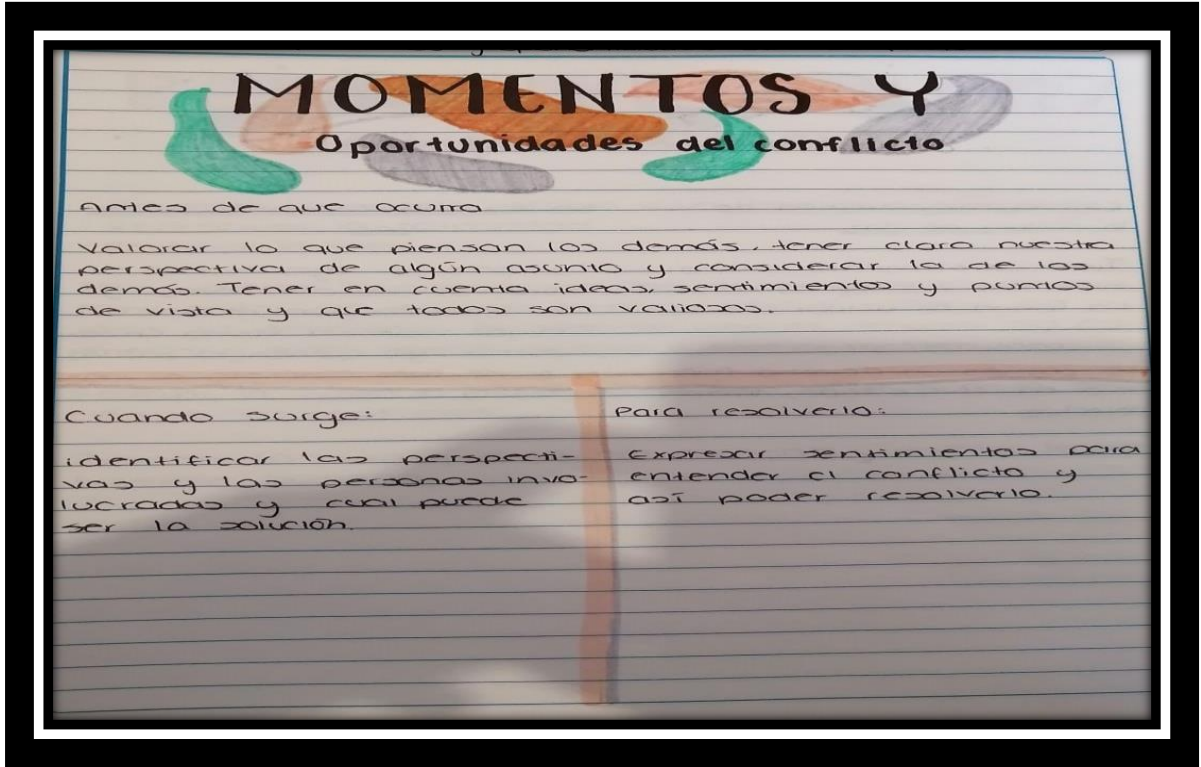 MOMENTOS Y
Oportunidades del conflicto
Antes de que ocurra
Valorar lo que piensan los demás, tener clara nuestra
perspectiva de algún asunto y considerar la de los
demás. Tener en cuenta ideas, sentimientos y puntos
de vista y que todos son valiosos.
Cuando surge:
identificar las perspecti-
vas y las personas invo-
lucradas y cual puede
ser la solución.
Para resolverlo:
Expresar sentimientos para
entender el conflicto y
así poder resolverlo.